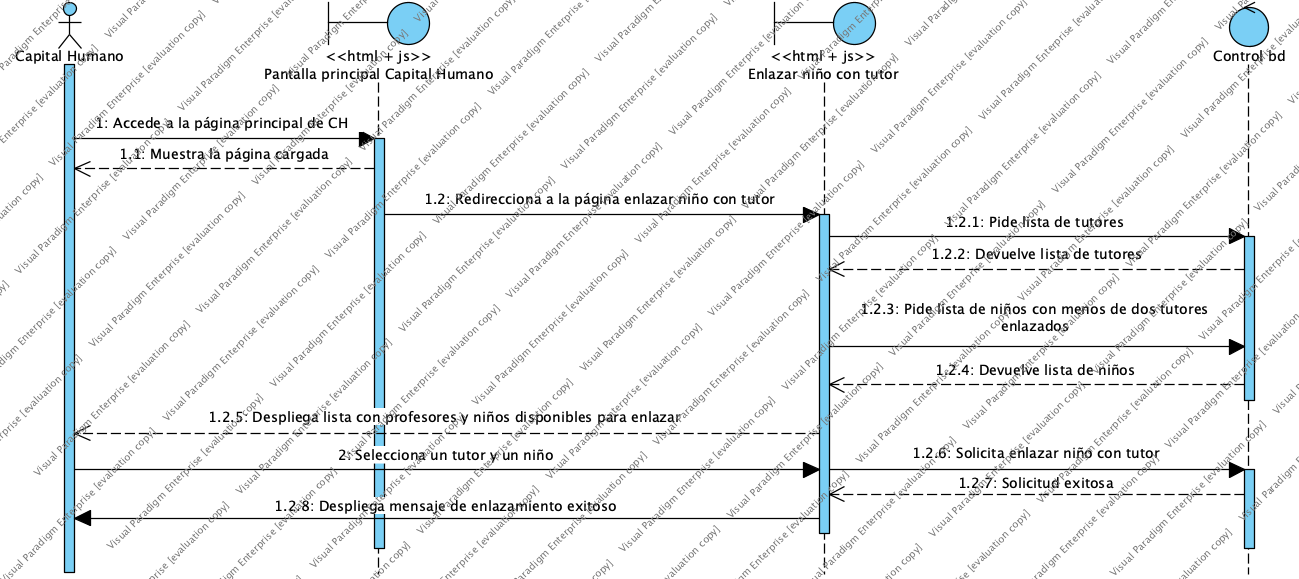 Capital Humano
<<html + js>>
Pantalla principal Capital Humano
<<html + js>>
Enlazar niño con tutor
Control bd
1: Accede a la página principal de CH
1.1: Muestra la página cargada
1.2: Redirecciona a la página enlazar niño con tutor
1.2.1: Pide lista de tutores
1.2.2: Devuelve lista de tutores
1.2.3: Pide lista de niños con menos de dos tutores
enlazados
1.2.4: Devuelve lista de niños
1.2.5: Despliega lista con profesores y niños disponibles para enlazar
2: Selecciona un tutor y un niño
1.2.6: Solicita enlazar niño con tutor
1.2.7: Solicitud exitosa
1.2.8: Despliega mensaje de enlazamiento exitoso
Visual Paradigm Enterprise [evaluation copy]